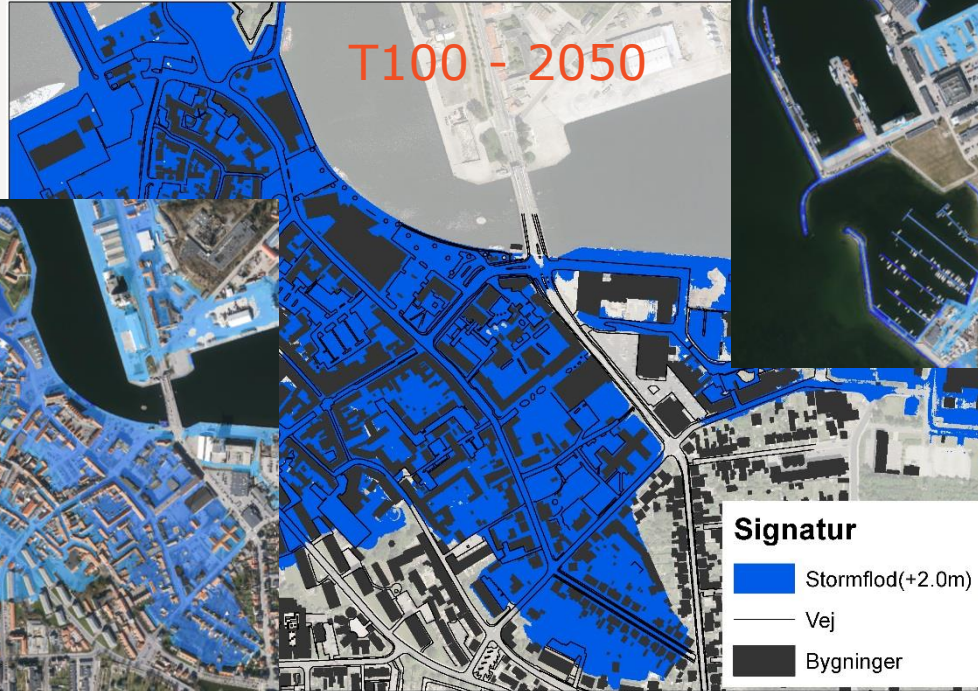 T100 - 2050
Signatur
Stormflod(+2.0m)
Vej
Bygninger